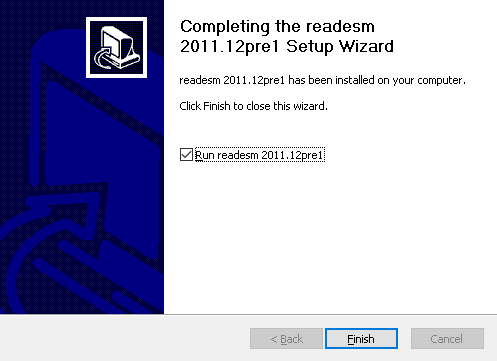 Completing the readesm
2011.12pre1 Setup Wizard
readesm 2011.12pre1 has been installed on your computer.
Click Finish to close this wizard.
Run readesm 2011.12pre1
< Back
Finish
Cancel